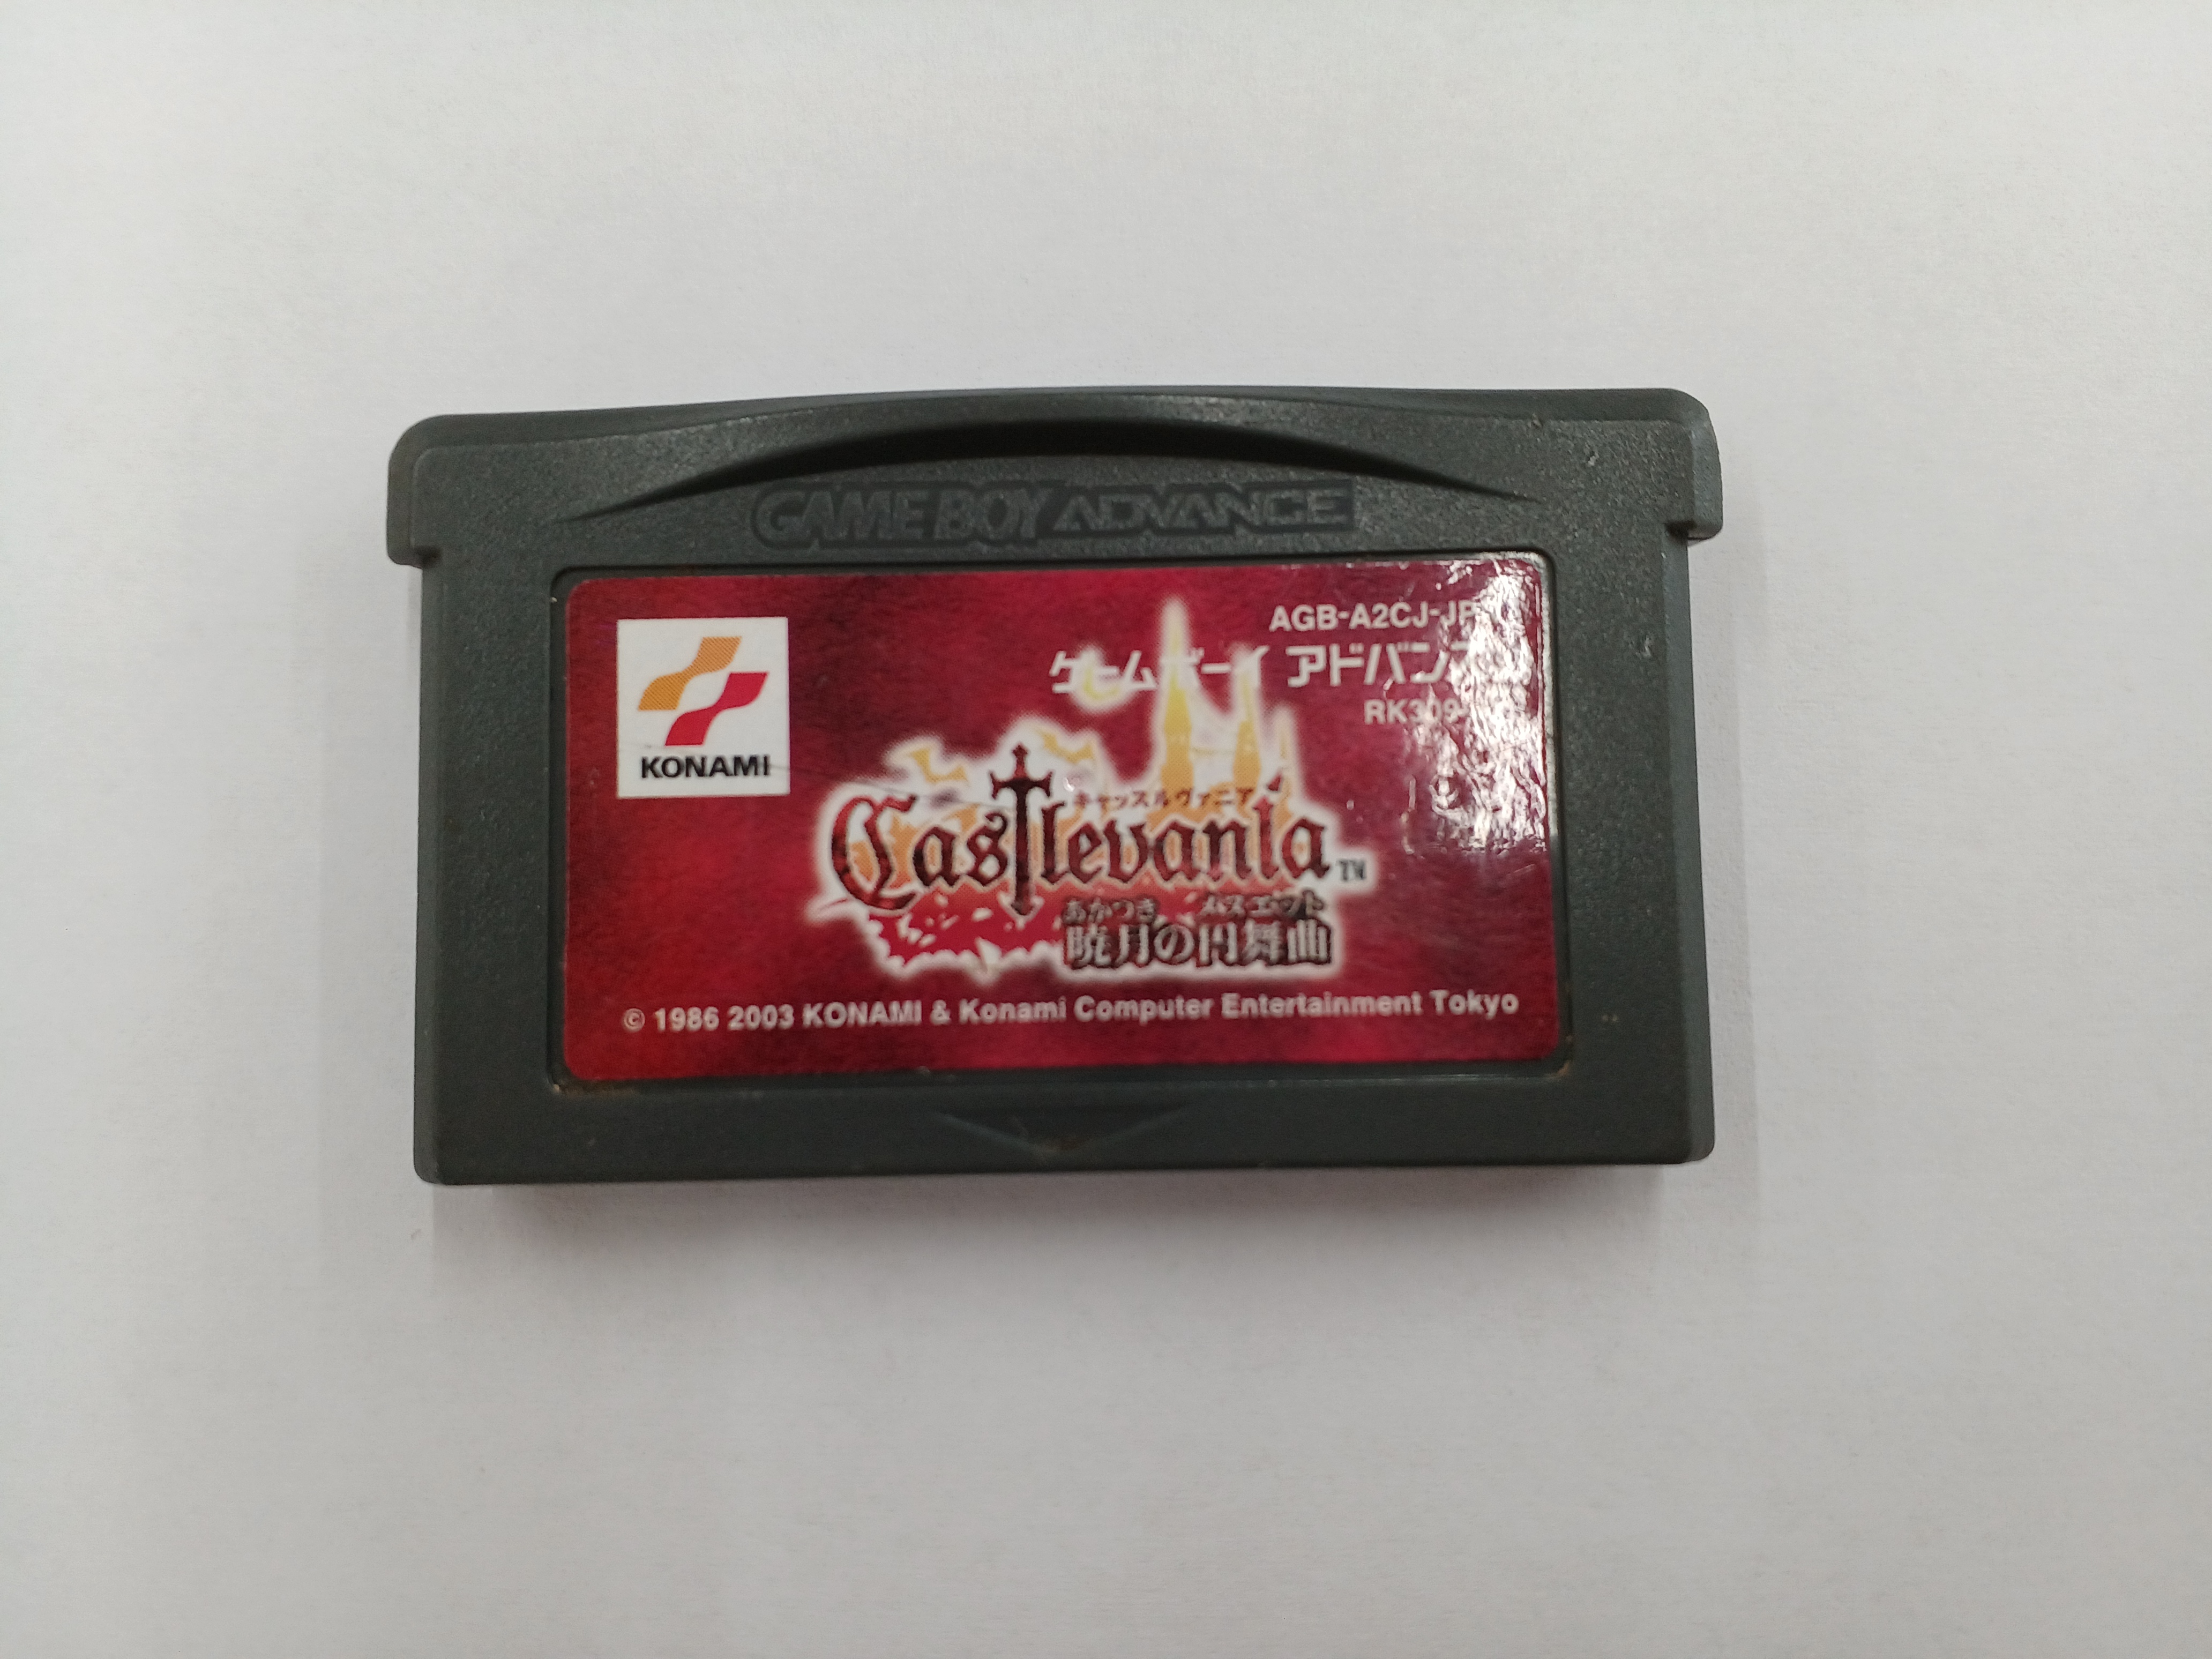 GAME BOY ADVANCE
AGB-A2CJ-JP
ゲームボーイ アドバンス
KONAMI
キャッスルヴァニア
Castlevania™
あかつき メヌエット
暁月の円舞曲
© 1986 2003 KONAMI & Konami Computer Entertainment Tokyo